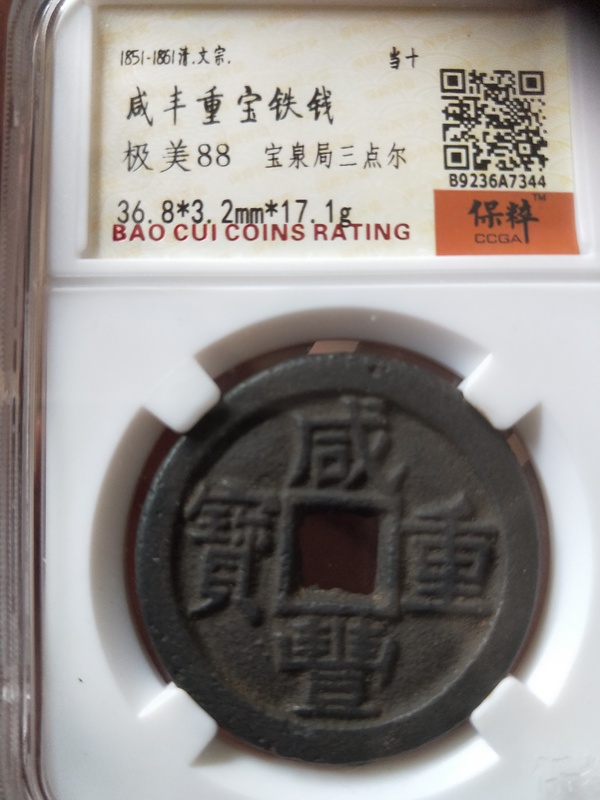 1851-1861清.文宗. 当十
咸丰重宝铁钱
极美88 宝泉局三点尔
B9236A7344
36.8*3.2mm*17.1g
BAO CUI COINS RATING
保粹™
CCGA
咸
寶 重
豐